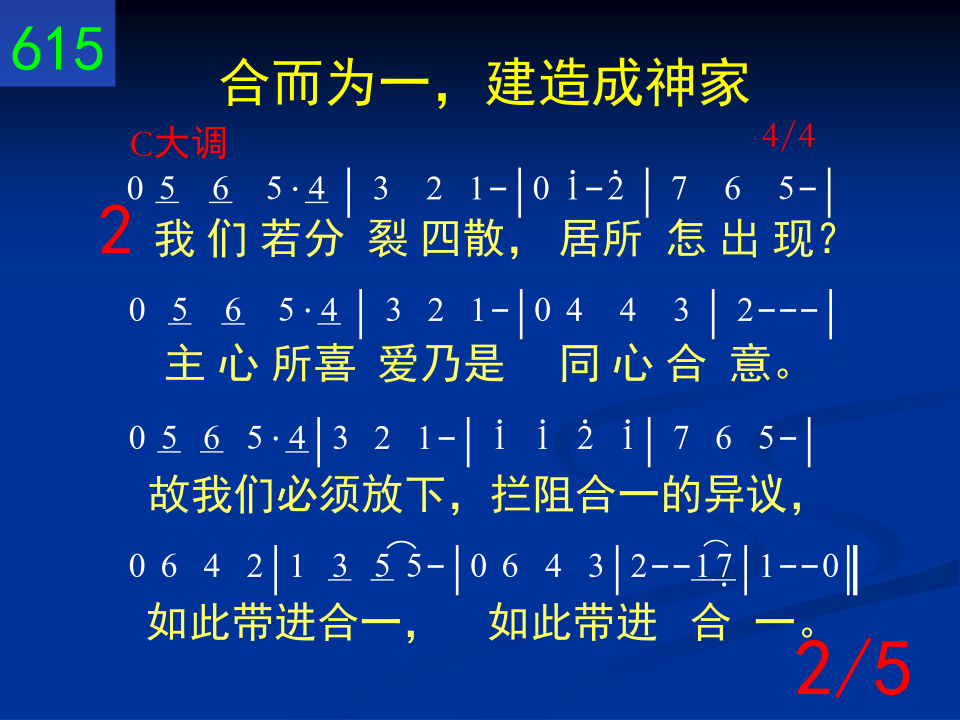 615
合而为一，建造成神家
C大调 4/4
0 5 6 5·4 | 3 2 1- | 0 i-2̇ | 7 6 5- |
2 我们若分 裂四散， 居所 怎出现？
0 5 6 5·4 | 3 2 1- | 0 4 4 3 | 2--- |
主心所喜 爱乃是 同心合 意。
0 5 6 5·4 | 3 2 1- | i i 2̇ i | 7 6 5- |
故我们必须放下，拦阻合一的异议，
0 6 4 2 | 1 3 5 5- | 0 6 4 3 | 2--1 7̣ | 1--0 ‖
如此带进合一， 如此带进 合 一。
2/5